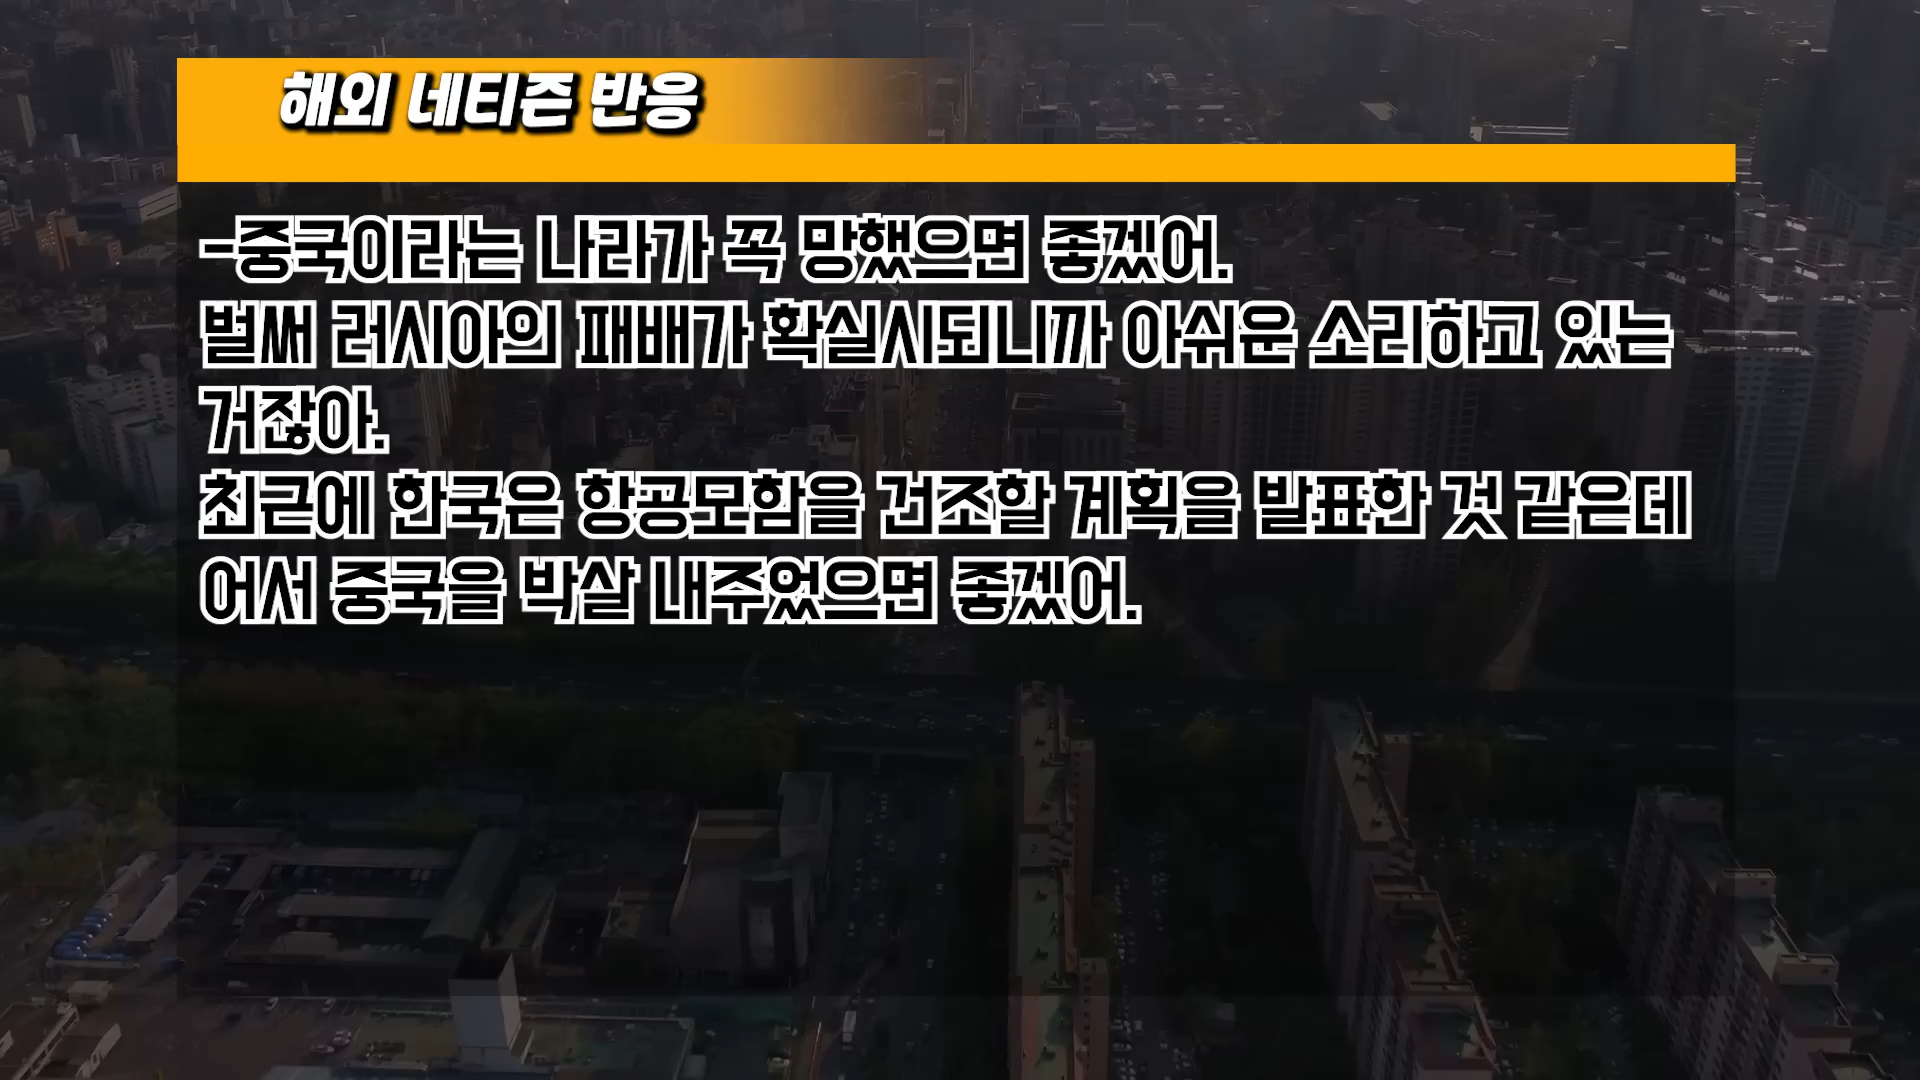 해외 네티즌 반응
-중국이라는 나라가 꼭 망했으면 좋겠어.
벌써 러시아의 패배가 확실시되니까 아쉬운 소리하고 있는
거잖아.
최근에 한국은 항공모함을 건조할 계획을 발표한 것 같은데
어서 중국을 박살 내주었으면 좋겠어.